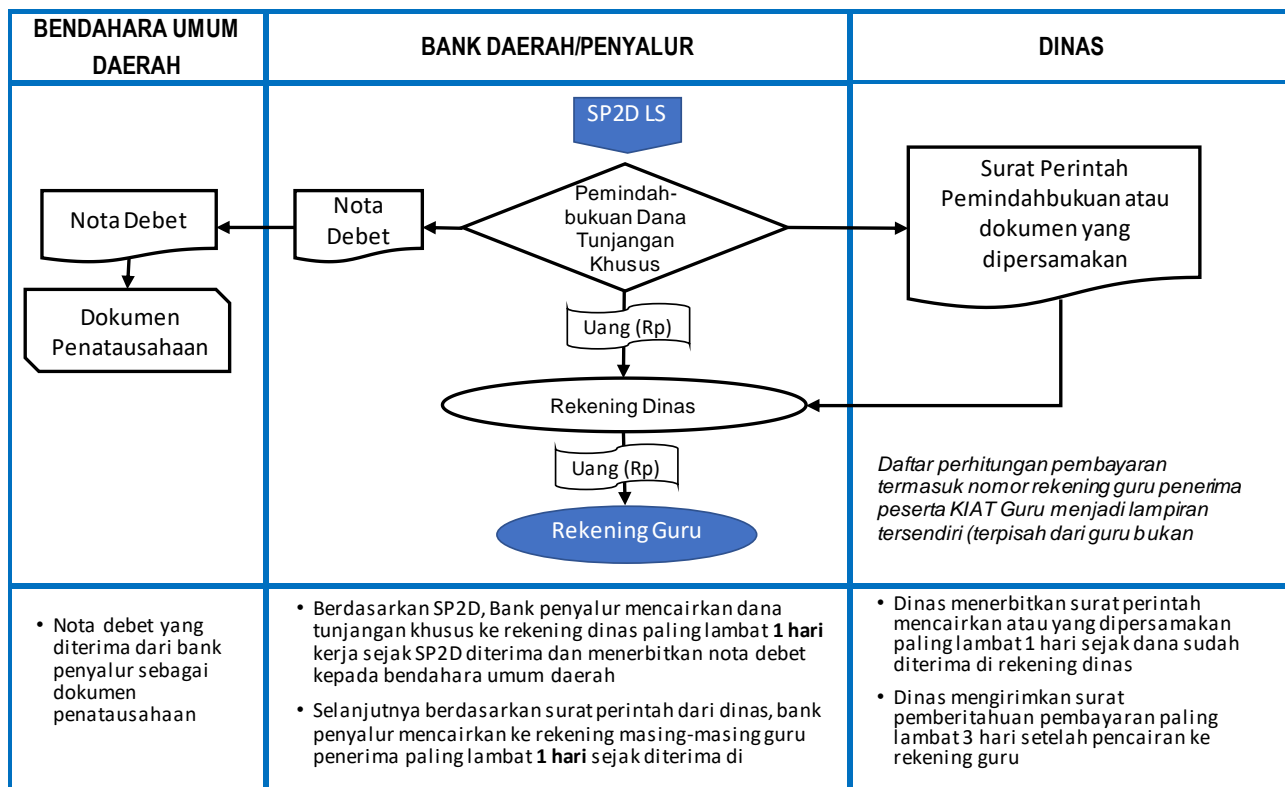 BENDAHARA UMUM
DAERAH
BANK DAERAH/PENYALUR
DINAS
SP2D LS
Pemindah-
bukuan Dana
Tunjangan
Khusus
Nota
Debet
Nota Debet
Dokumen
Penatausahaan
Surat Perintah
Pemindahbukuan atau
dokumen yang
dipersamakan
Uang (Rp)
Rekening Dinas
Uang (Rp)
Rekening Guru
Daftar perhitungan pembayaran
termasuk nomor rekening guru penerima
peserta KIAT Guru menjadi lampiran
tersendiri (terpisah dari guru bukan
• Nota debet yang
diterima dari bank
penyalur sebagai
dokumen
penatausahaan
• Berdasarkan SP2D, Bank penyalur mencairkan dana
tunjangan khusus ke rekening dinas paling lambat 1 hari
kerja sejak SP2D diterima dan menerbitkan nota debet
kepada bendahara umum daerah
• Selanjutnya berdasarkan surat perintah dari dinas, bank
penyalur mencairkan ke rekening masing-masing guru
penerima paling lambat 1 hari sejak diterima di
• Dinas menerbitkan surat perintah
mencairkan atau yang dipersamakan
paling lambat 1 hari sejak dana sudah
diterima di rekening dinas
• Dinas mengirimkan surat
pemberitahuan pembayaran paling
lambat 3 hari setelah pencairan ke
rekening guru